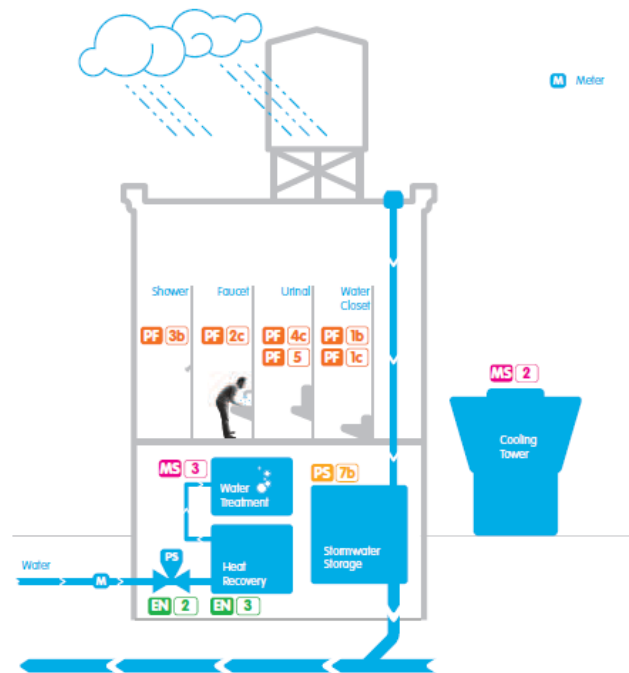 M Meter
Shower Faucet Urinal Water
Closet
PF 3b PF 2c PF 4c PF 1b
PF 5 PF 1c
MS 2
Cooling
Tower
MS 3 PS 7b
Water
Treatment
PS
Stormwater
Storage
Water
Heat
Recovery
M
EN 2 EN 3